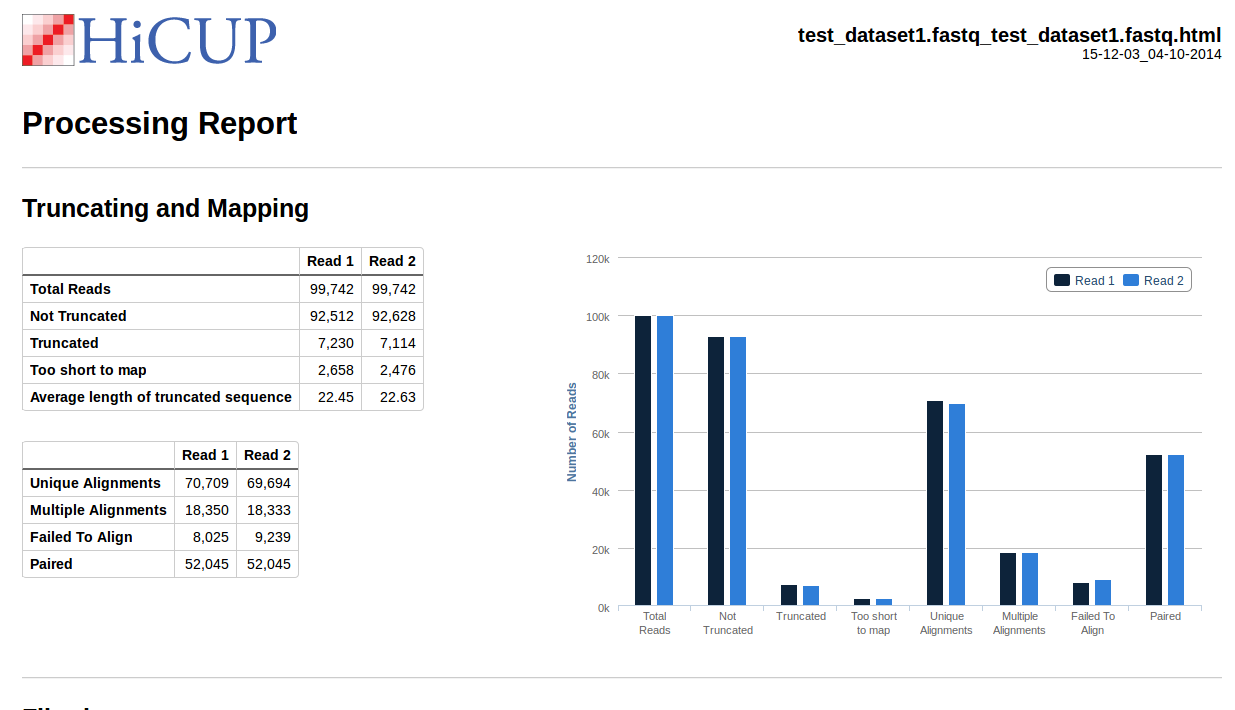 HiCUP
test_dataset1.fastq_test_dataset1.fastq.html
15-12-03_04-10-2014
Processing Report
Truncating and Mapping
Read 1 Read 2
Total Reads 99,742 99,742
Not Truncated 92,512 92,628
Truncated 7,230 7,114
Too short to map 2,658 2,476
Average length of truncated sequence 22.45 22.63
Read 1 Read 2
Unique Alignments 70,709 69,694
Multiple Alignments 18,350 18,333
Failed To Align 8,025 9,239
Paired 52,045 52,045
Number of Reads
120k
100k
80k
60k
40k
20k
0k
Read 1 Read 2
Total
Reads
Not
Truncated
Truncated
Too short
to map
Unique
Alignments
Multiple
Alignments
Failed To
Align
Paired